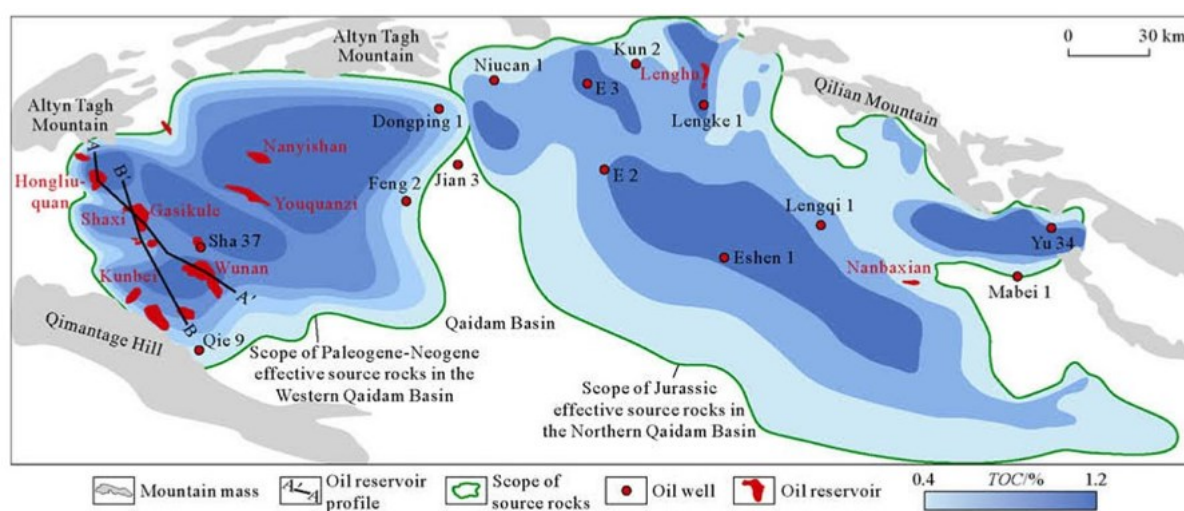 Altyn Tagh
Mountain
0 30 km
Kun 2
Niucan 1
Lenghu
E 3
Qilian Mountain
Altyn Tagh
Mountain
Dongping 1
Lengke 1
A
B'
Nanyishan
Hongliu-
quan
Jian 3
E 2
Feng 2
Youquanzi
Shaxi
Gasikule
Lengqi 1
Sha 37
Yu 34
Eshen 1
Kunbei
Wunan
Nanbaxian
Mabei 1
A'
B
Qimantage Hill
Qie 9
Qaidam Basin
Scope of Paleogene-Neogene
effective source rocks in the
Western Qaidam Basin
Scope of Jurassic
effective source rocks in
the Northern Qaidam Basin
Mountain mass
A' A
Oil reservoir
profile
Scope of
source rocks
Oil well
Oil reservoir
TOC/%
0.4 1.2